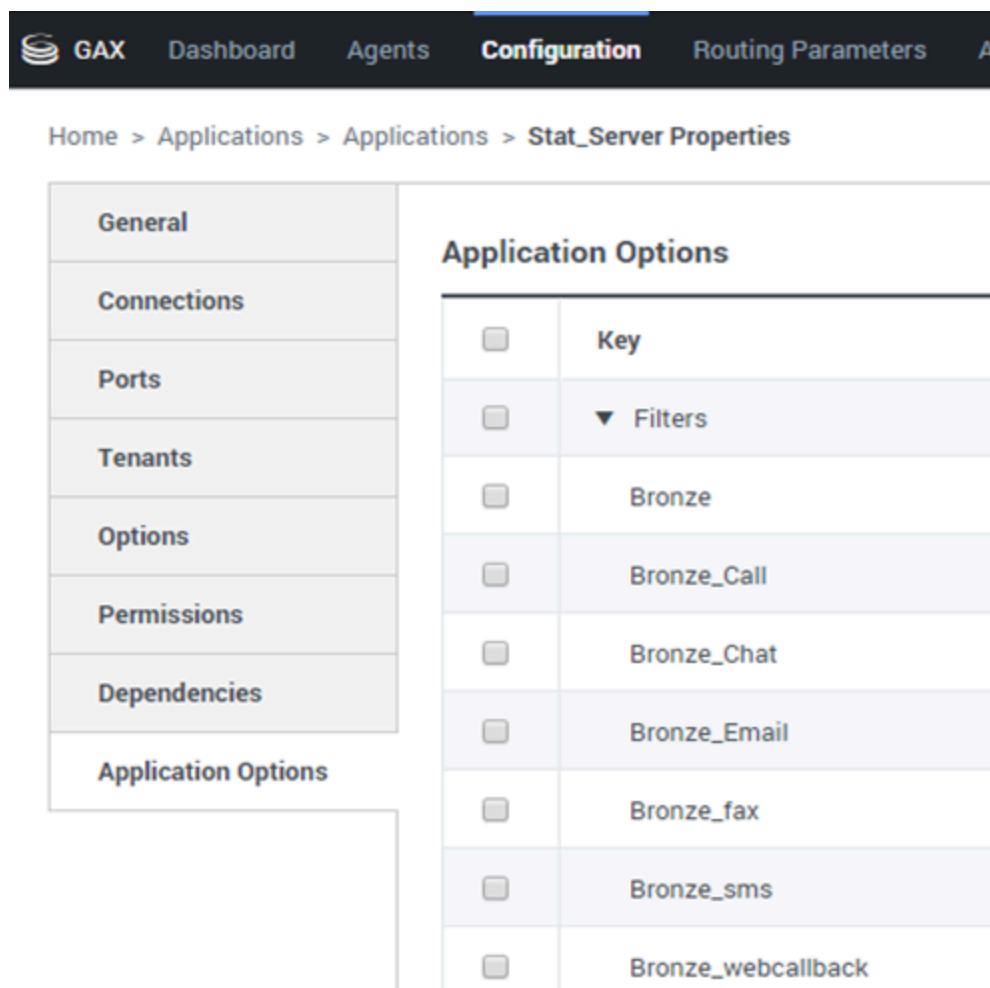 GAX Dashboard Agents Configuration Routing Parameters A
Home > Applications > Applications > Stat_Server Properties
General
Connections
Ports
Tenants
Options
Permissions
Dependencies
Application Options
Application Options
Key
Filters
Bronze
Bronze_Call
Bronze_Chat
Bronze_Email
Bronze_fax
Bronze_sms
Bronze_webcallback